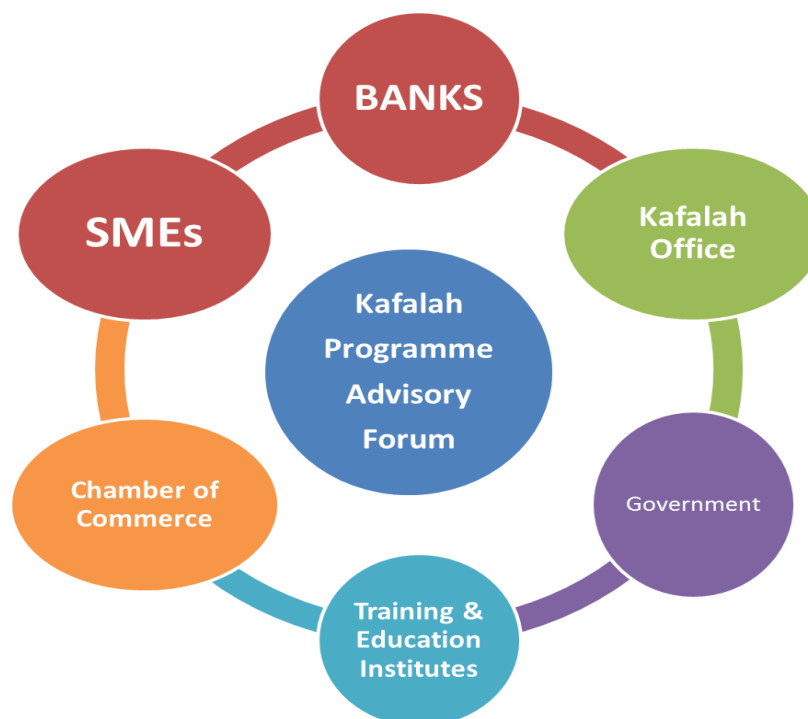 BANKS
SMEs
Kafalah
Office
Kafalah
Programme
Advisory
Forum
Chamber of
Commerce
Government
Training &
Education
Institutes